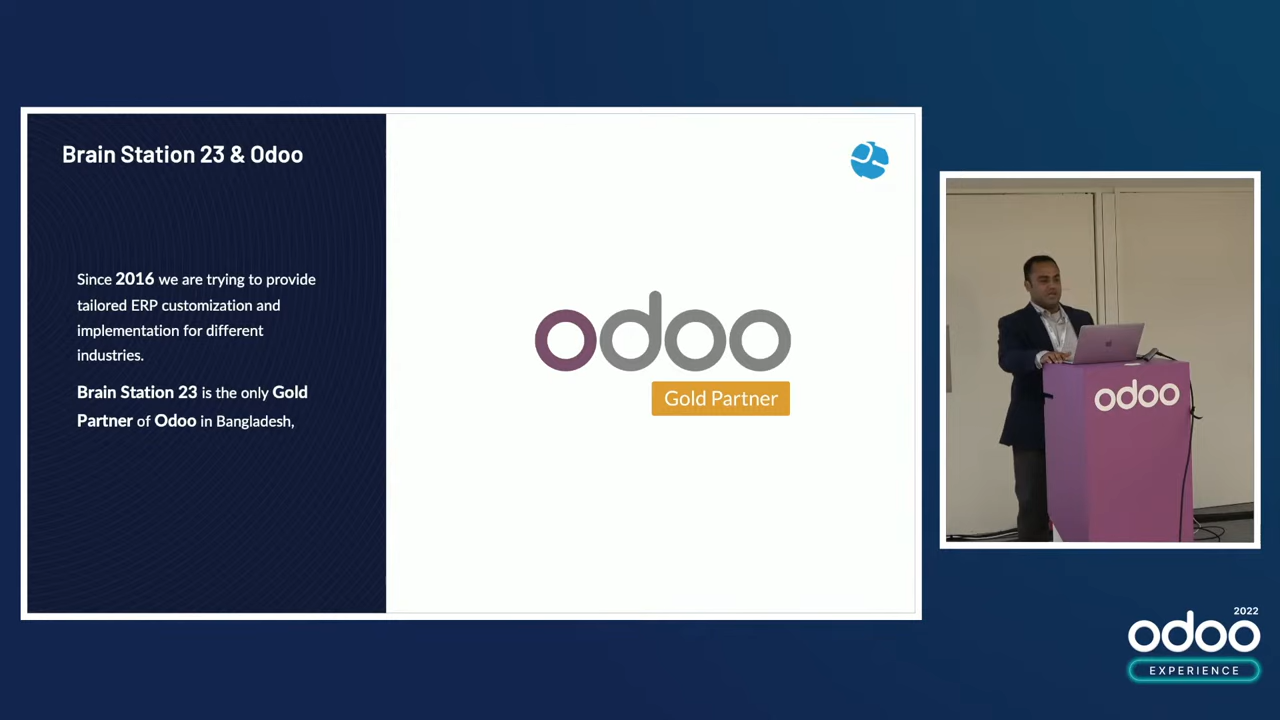 Brain Station 23 & Odoo
Since 2016 we are trying to provide
tailored ERP customization and
implementation for different
industries.
Brain Station 23 is the only Gold
Partner of Odoo in Bangladesh,
odoo
Gold Partner
odoo
2022
odoo
EXPERIENCE